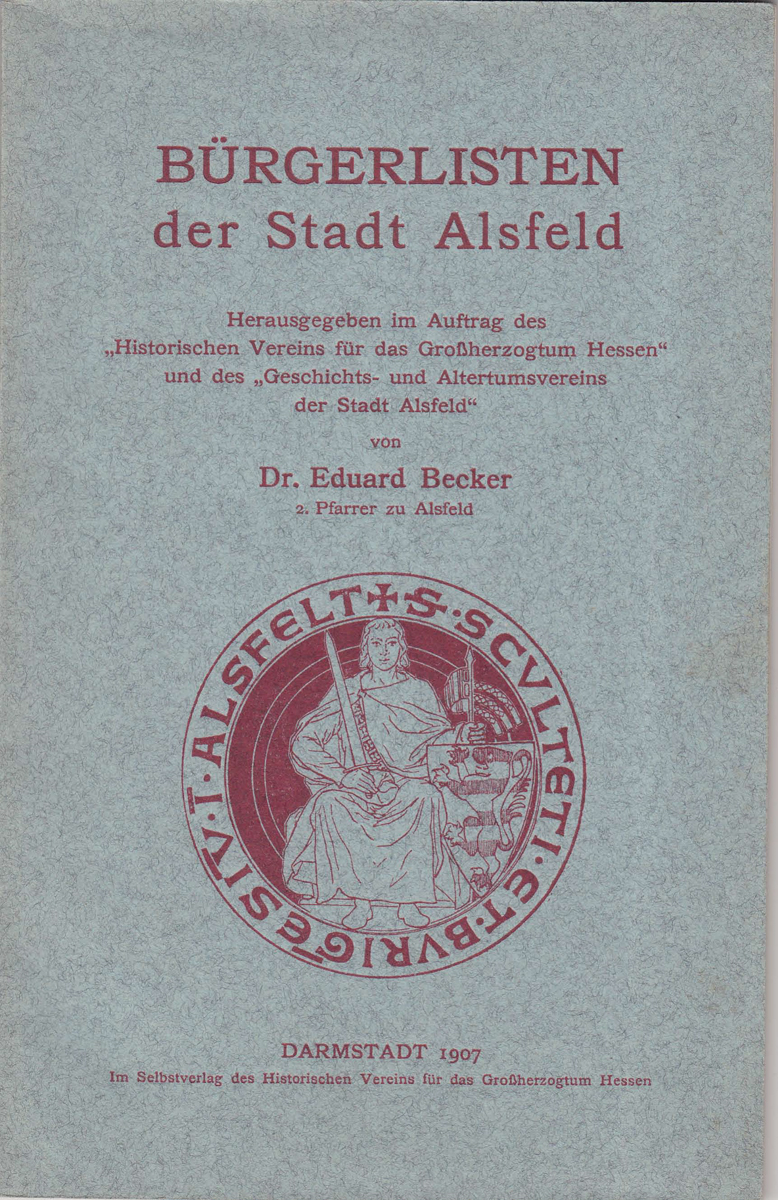 BÜRGERLISTEN
der Stadt Alsfeld
Herausgegeben im Auftrag des
„Historischen Vereins für das Großherzogtum Hessen“
und des „Geschichts- und Altertumsvereins
der Stadt Alsfeld“
von
Dr. Eduard Becker
2. Pfarrer zu Alsfeld
✠ S · SCVLTETI · ET · BVRIGESIV · I · ALSFELT
DARMSTADT 1907
Im Selbstverlag des Historischen Vereins für das Großherzogtum Hessen